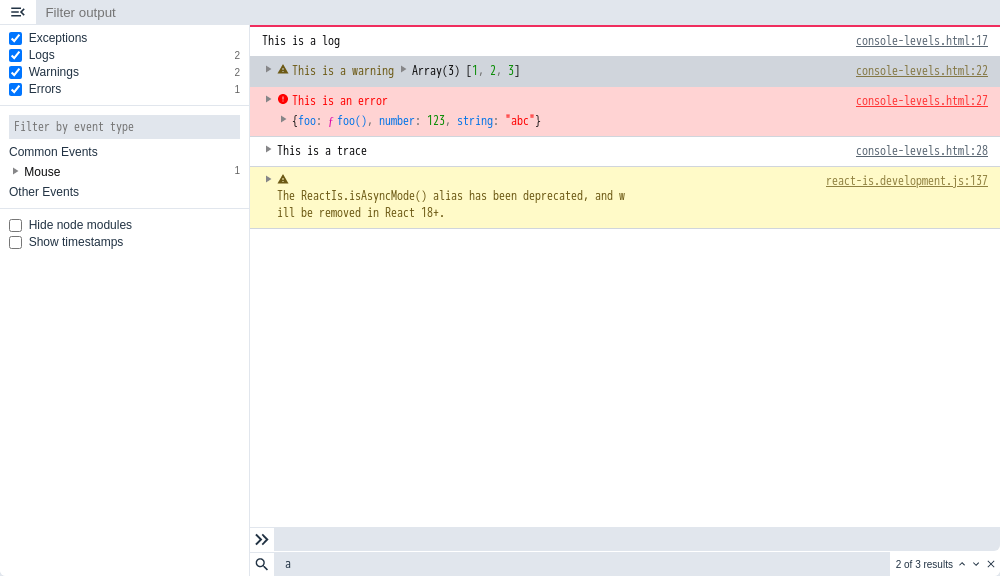 Filter output
Exceptions
Logs 2
Warnings 2
Errors 1
Filter by event type
Common Events
Mouse 1
Other Events
Hide node modules
Show timestamps
This is a log console-levels.html:17
This is a warning Array(3) [1, 2, 3] console-levels.html:22
This is an error console-levels.html:27
{foo: ƒ foo(), number: 123, string: "abc"}
This is a trace console-levels.html:28
react-is.development.js:137
The ReactIs.isAsyncMode() alias has been deprecated, and w
ill be removed in React 18+.
a 2 of 3 results